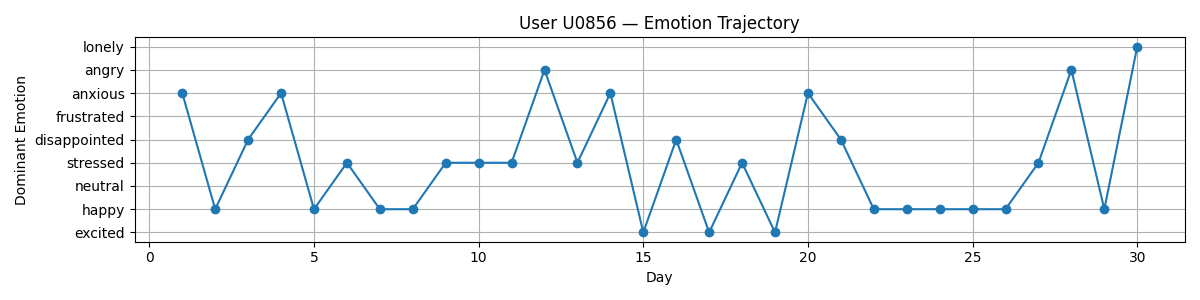 User U0856 — Emotion Trajectory
Dominant Emotion
lonely
angry
anxious
frustrated
disappointed
stressed
neutral
happy
excited
0 5 10 15 20 25 30
Day